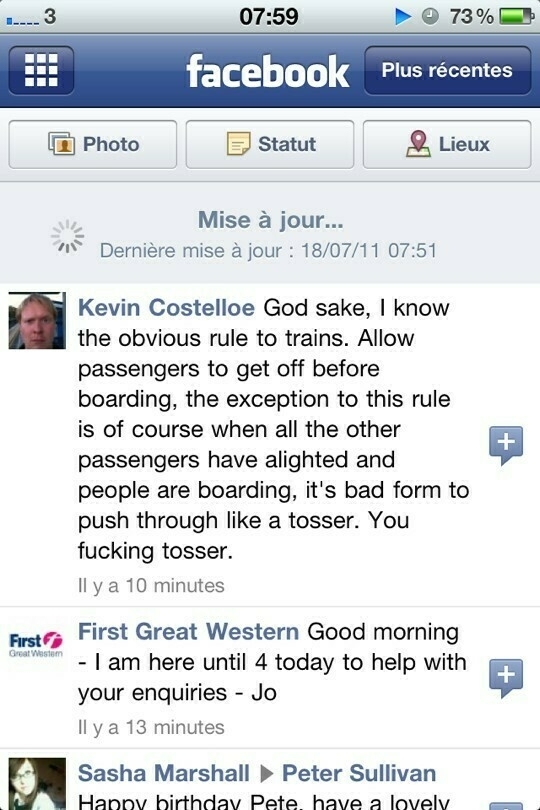 3 07:59 73%
facebook Plus récentes
Photo Statut Lieux
Mise à jour...
Dernière mise à jour : 18/07/11 07:51
Kevin Costelloe God sake, I know
the obvious rule to trains. Allow
passengers to get off before
boarding, the exception to this rule
is of course when all the other
passengers have alighted and
people are boarding, it's bad form to
push through like a tosser. You
fucking tosser.
Il y a 10 minutes
First
Great Western
First Great Western Good morning
- I am here until 4 today to help with
your enquiries - Jo
Il y a 13 minutes
Sasha Marshall ▶ Peter Sullivan
Happy birthday Pete, have a lovely